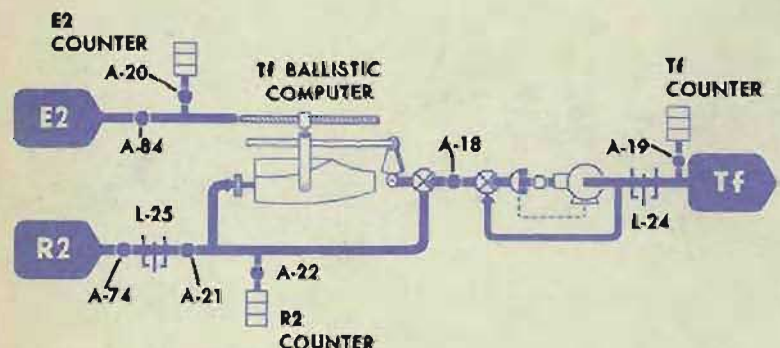 E2
COUNTER
A-20
Tf BALLISTIC
COMPUTER
Tf
COUNTER
E2
A-84
A-18
A-19
Tf
L-25
L-24
R2
A-74
A-21
A-22
R2
COUNTER